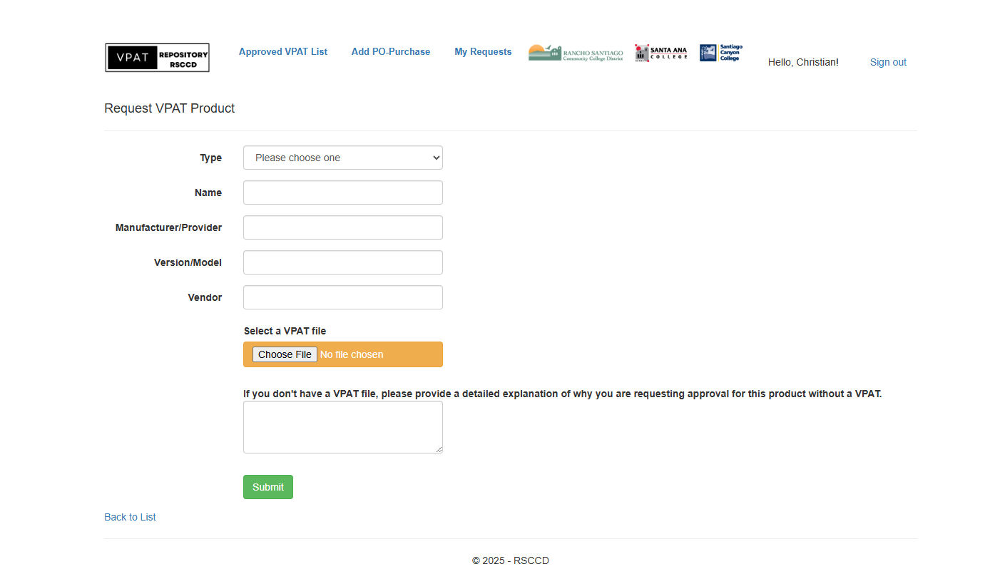 VPAT REPOSITORY RSCCD
Approved VPAT List
Add PO-Purchase
My Requests
RANCHO SANTIAGO
Community College District
SANTA ANA
COLLEGE
Santiago
Canyon
College
Hello, Christian!
Sign out
Request VPAT Product
Type
Please choose one
Name
Manufacturer/Provider
Version/Model
Vendor
Select a VPAT file
Choose File No file chosen
If you don't have a VPAT file, please provide a detailed explanation of why you are requesting approval for this product without a VPAT.
Submit
Back to List
© 2025 - RSCCD